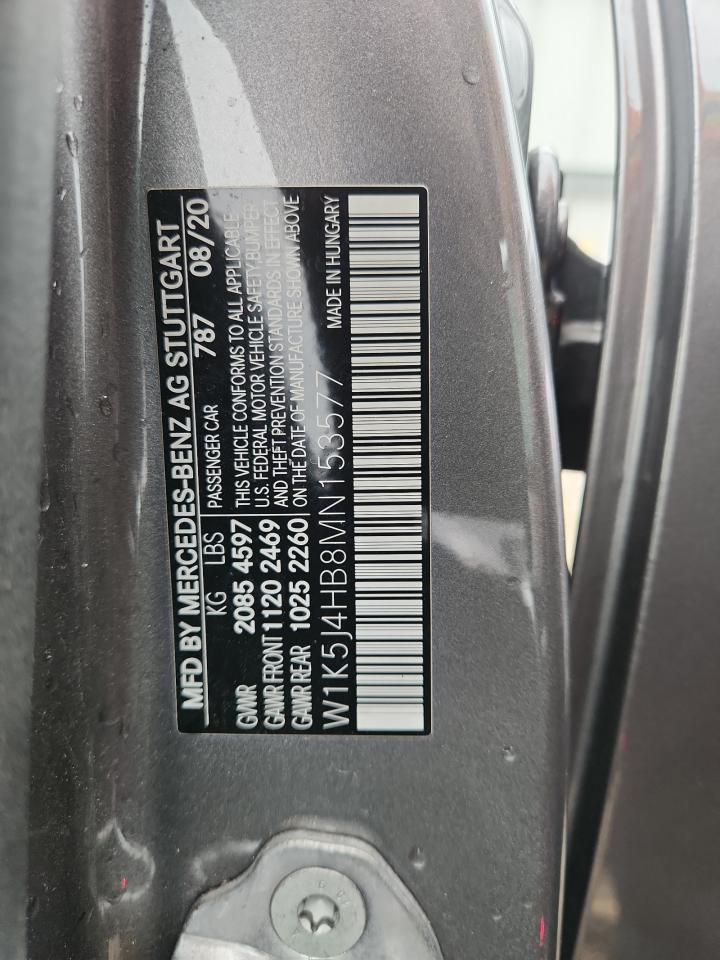 MFD BY MERCEDES-BENZ AG STUTTGART
KG LBS PASSENGER CAR 787 08/20
GVWR 2085 4597 THIS VEHICLE CONFORMS TO ALL APPLICABLE
U.S. FEDERAL MOTOR VEHICLE SAFETY/BUMPER
GAWR FRONT 1120 2469 AND THEFT PREVENTION STANDARDS IN EFFECT
GAWR REAR 1025 2260 ON THE DATE OF MANUFACTURE SHOWN ABOVE
W1K5J4HB8MN153577 MADE IN HUNGARY